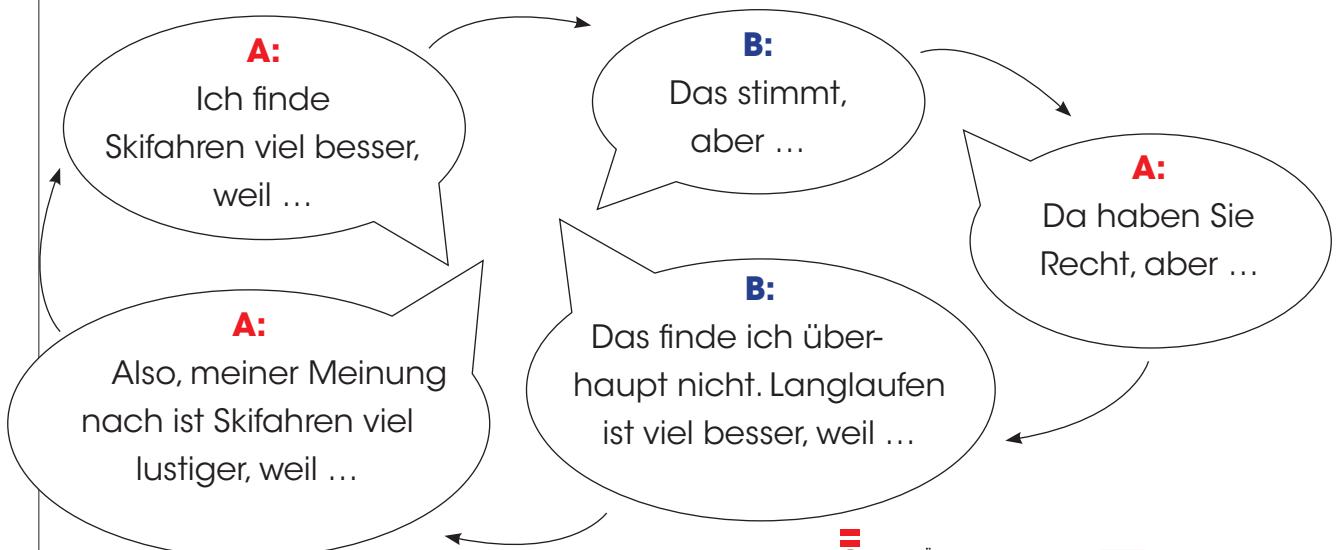 A:
Ich finde
Skifahren viel besser,
weil …
B:
Das stimmt,
aber …
A:
Da haben Sie
Recht, aber …
B:
Das finde ich über-
haupt nicht. Langlaufen
ist viel besser, weil …
A:
Also, meiner Meinung
nach ist Skifahren viel
lustiger, weil …